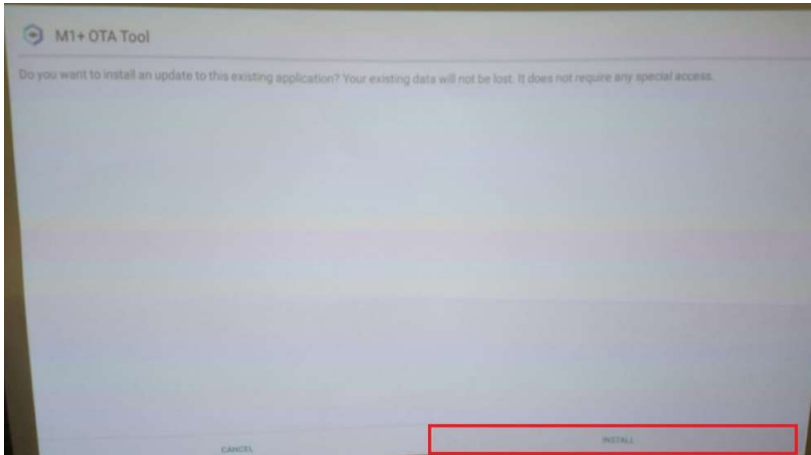 M1+ OTA Tool
Do you want to install an update to this existing application? Your existing data will not be lost. It does not require any special access.
CANCEL
INSTALL